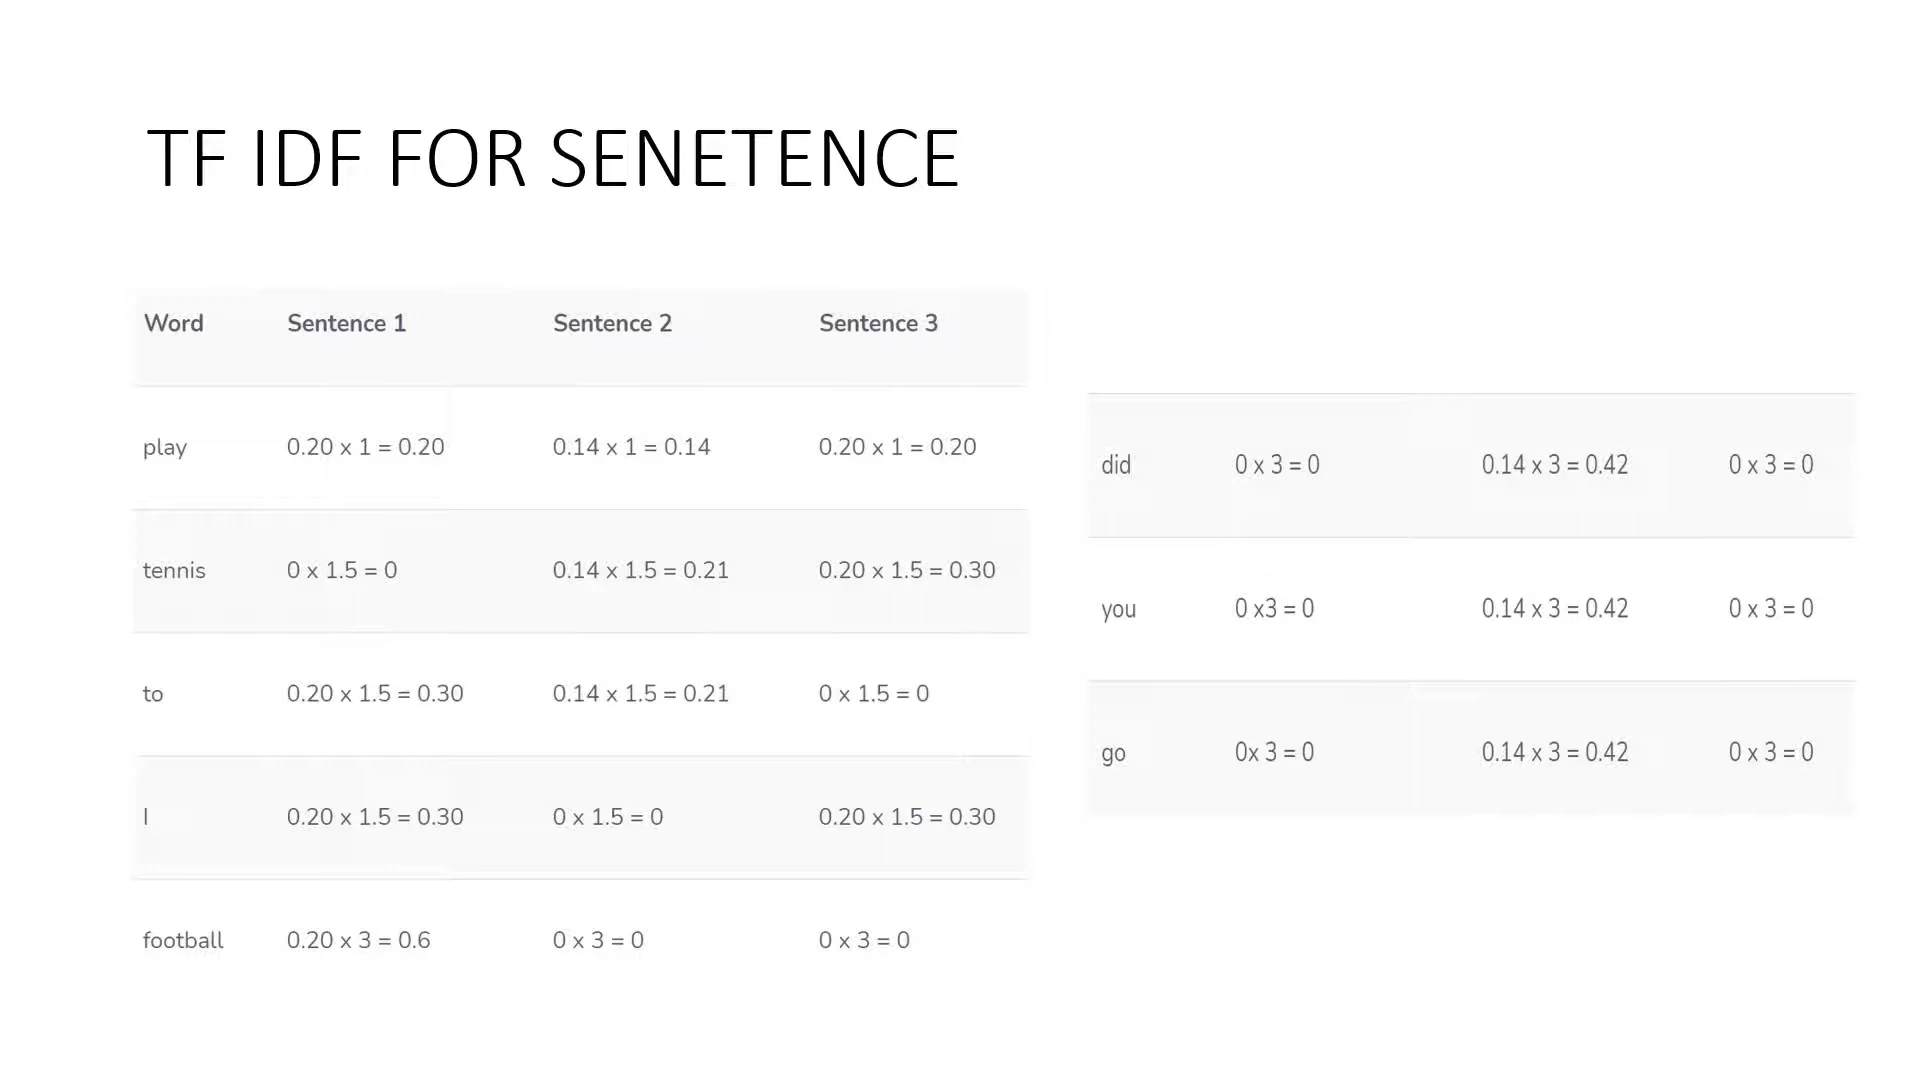 TF IDF FOR SENETENCE
Word Sentence 1 Sentence 2 Sentence 3
play 0.20 x 1 = 0.20 0.14 x 1 = 0.14 0.20 x 1 = 0.20
tennis 0 x 1.5 = 0 0.14 x 1.5 = 0.21 0.20 x 1.5 = 0.30
to 0.20 x 1.5 = 0.30 0.14 x 1.5 = 0.21 0 x 1.5 = 0
I 0.20 x 1.5 = 0.30 0 x 1.5 = 0 0.20 x 1.5 = 0.30
football 0.20 x 3 = 0.6 0 x 3 = 0 0 x 3 = 0
did 0 x 3 = 0 0.14 x 3 = 0.42 0 x 3 = 0
you 0 x3 = 0 0.14 x 3 = 0.42 0 x 3 = 0
go 0x 3 = 0 0.14 x 3 = 0.42 0 x 3 = 0